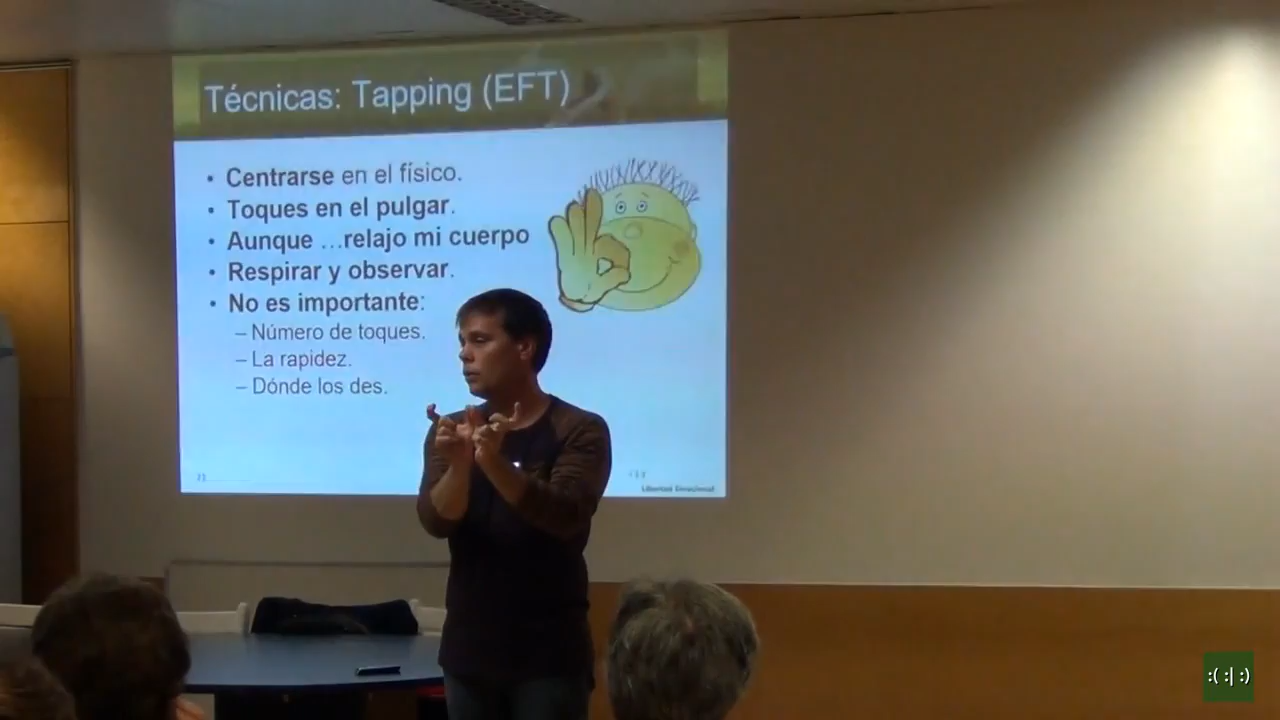 Técnicas: Tapping (EFT)
• Centrarse en el físico.
• Toques en el pulgar.
• Aunque ...relajo mi cuerpo
• Respirar y observar.
• No es importante:
– Número de toques.
– La rapidez.
– Dónde los des.
Libertad Emocional
:( :| :)